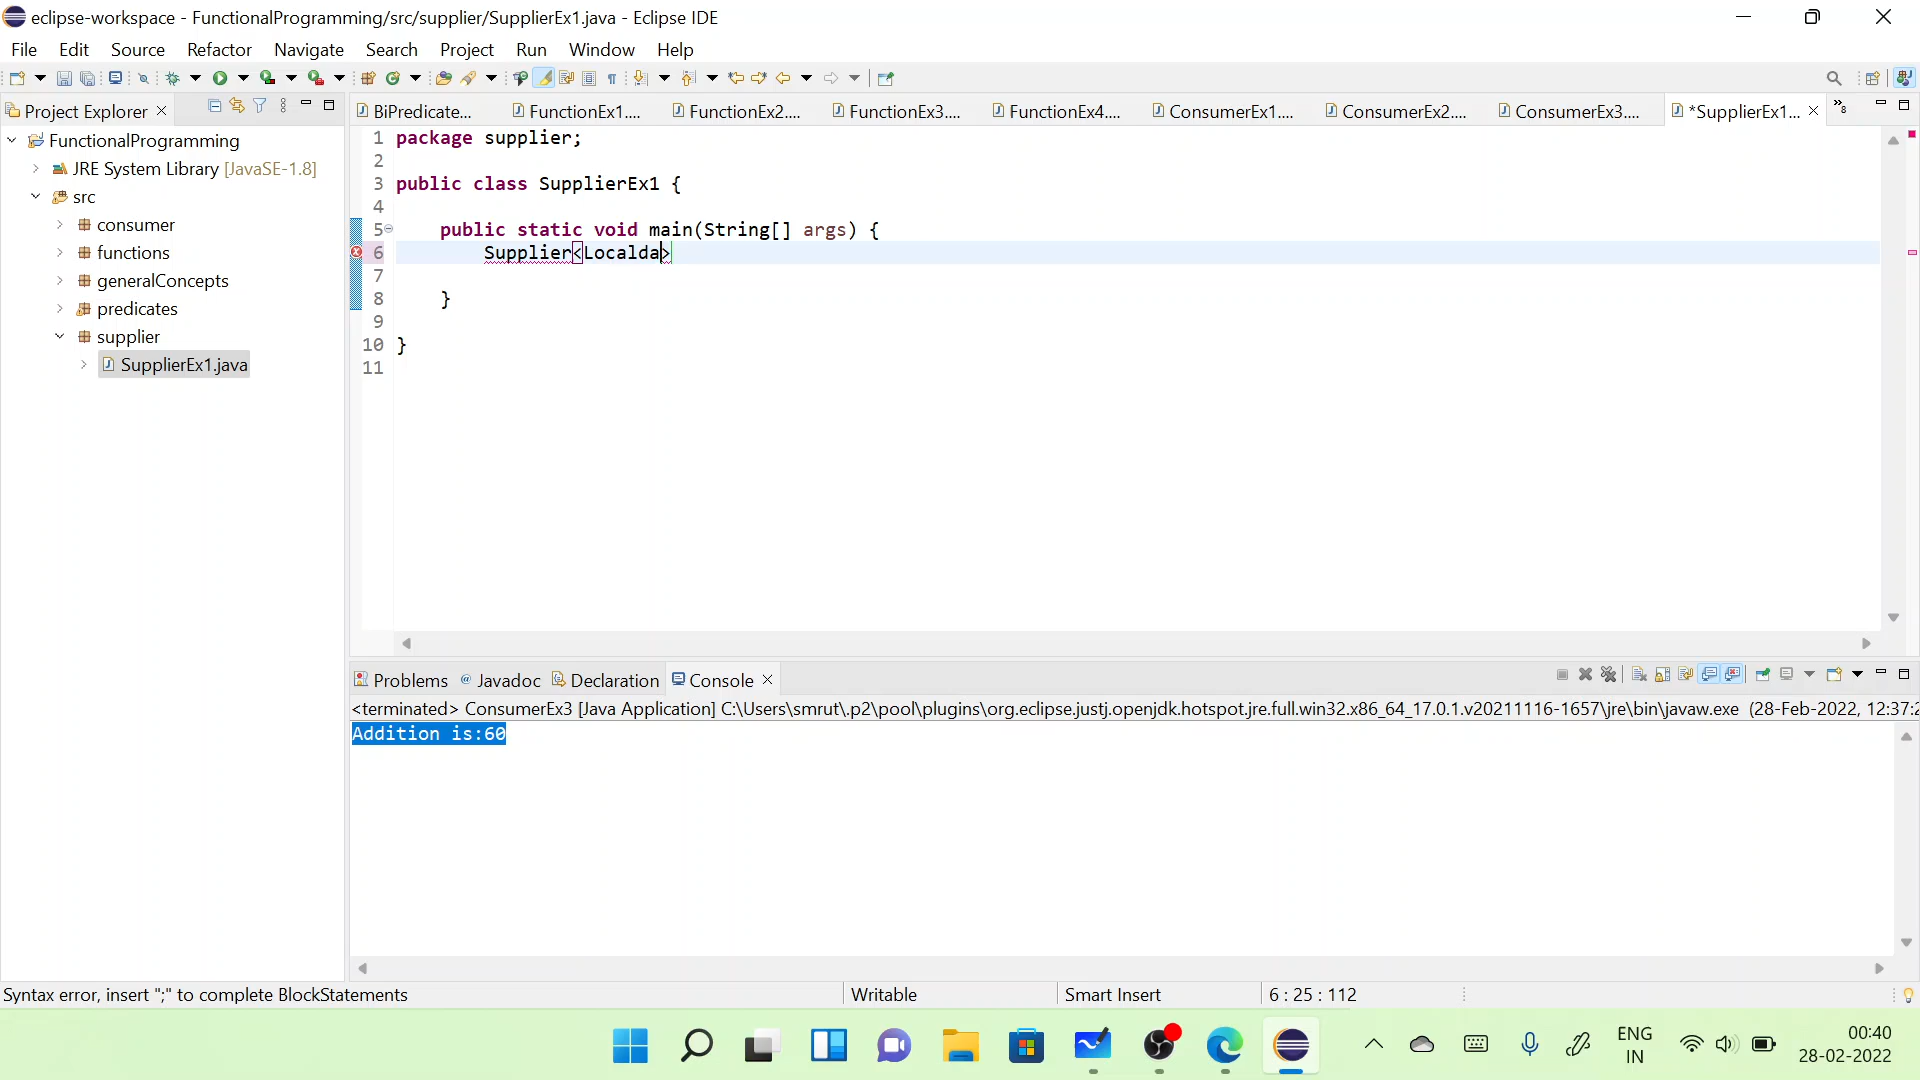 eclipse-workspace - FunctionalProgramming/src/supplier/SupplierEx1.java - Eclipse IDE
File Edit Source Refactor Navigate Search Project Run Window Help
Project Explorer
BiPredicate... FunctionEx1.... FunctionEx2.... FunctionEx3.... FunctionEx4.... ConsumerEx1.... ConsumerEx2.... ConsumerEx3.... *SupplierEx1... »8
FunctionalProgramming
JRE System Library [JavaSE-1.8]
src
consumer
functions
generalConcepts
predicates
supplier
SupplierEx1.java
1 package supplier;
2
3 public class SupplierEx1 {
4
5 public static void main(String[] args) {
6 Supplier<Localda>
7
8 }
9
10 }
11
Problems @ Javadoc Declaration Console
<terminated> ConsumerEx3 [Java Application] C:\Users\smrut\.p2\pool\plugins\org.eclipse.justj.openjdk.hotspot.jre.full.win32.x86_64_17.0.1.v20211116-1657\jre\bin\javaw.exe (28-Feb-2022, 12:37:2
Addition is:60
Syntax error, insert ";" to complete BlockStatements
Writable
Smart Insert
6 : 25 : 112
ENG
IN
00:40
28-02-2022